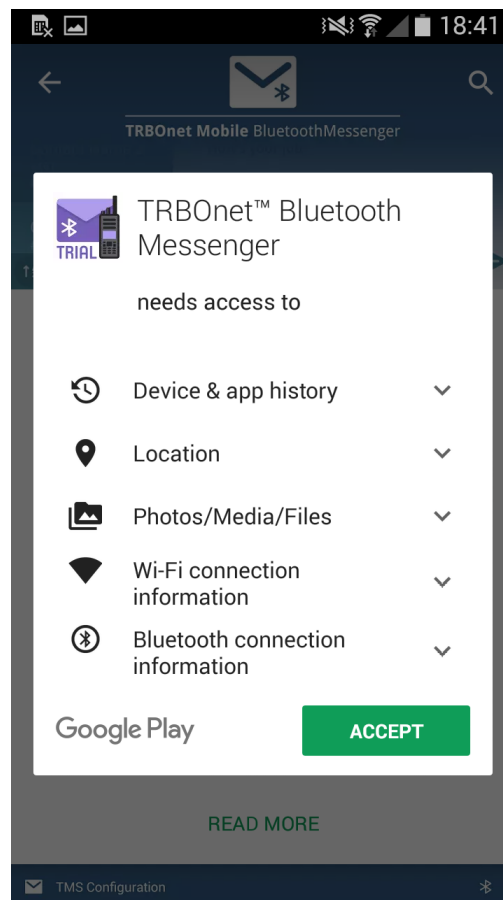 18:41
TRBOnet Mobile BluetoothMessenger
TRIAL
TRBOnet™ Bluetooth
Messenger
needs access to
Device & app history
Location
Photos/Media/Files
Wi-Fi connection
information
Bluetooth connection
information
Google Play
ACCEPT
READ MORE
TMS Configuration